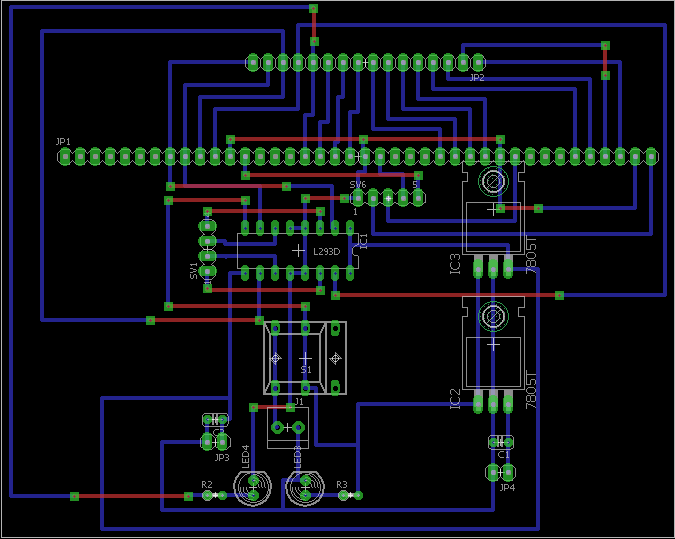 JP2
JP1
SV6
1
5
IC1
L293D
SV1
1
IC3
7805T
S1
IC2
7805T
J1
JP3
C1
LED4
LED3
R2
R3
JP4